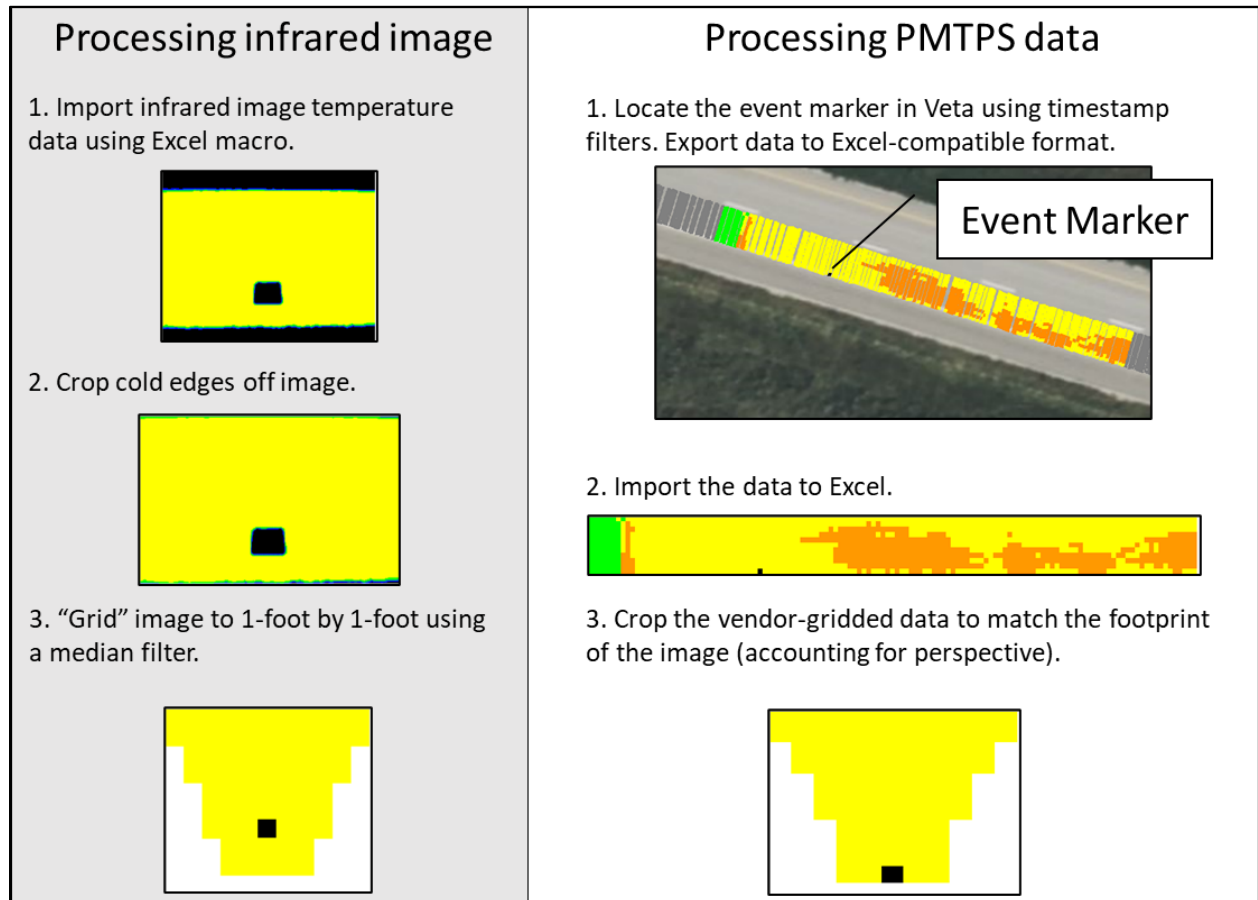 Processing infrared image
1. Import infrared image temperature
data using Excel macro.
2. Crop cold edges off image.
3. “Grid” image to 1-foot by 1-foot using
a median filter.
Processing PMTPS data
1. Locate the event marker in Veta using timestamp
filters. Export data to Excel-compatible format.
Event Marker
2. Import the data to Excel.
3. Crop the vendor-gridded data to match the footprint
of the image (accounting for perspective).